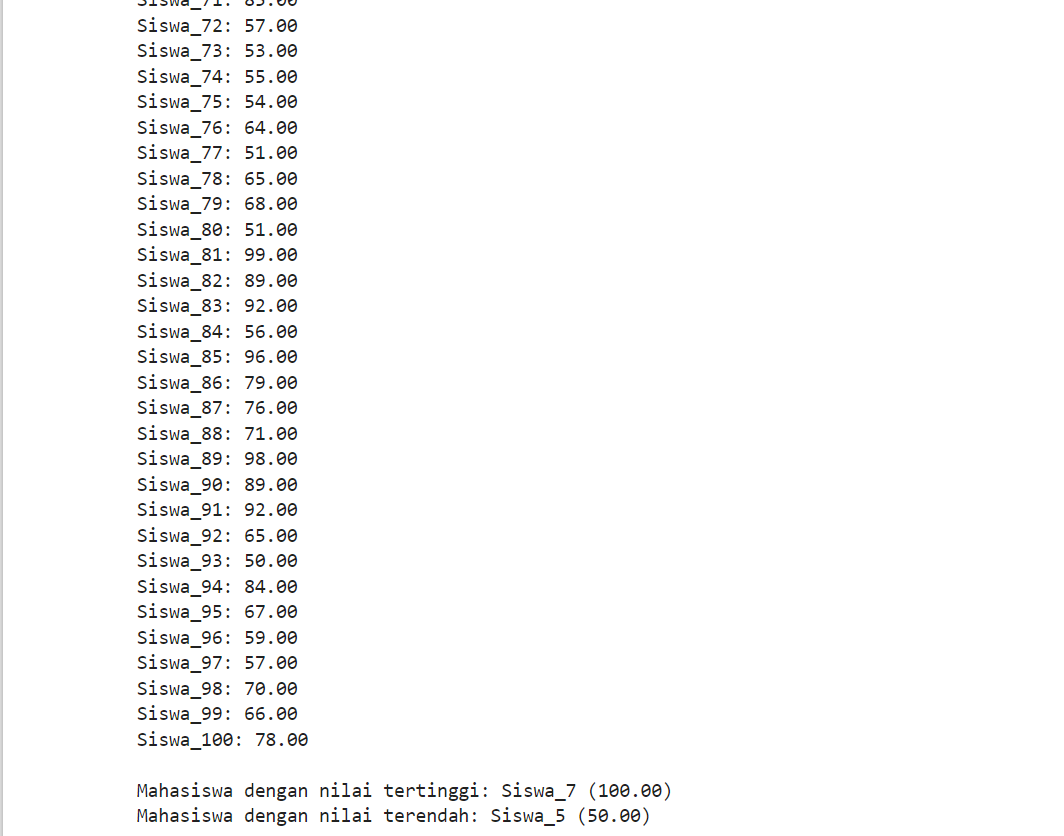 Siswa_71: 85.00
Siswa_72: 57.00
Siswa_73: 53.00
Siswa_74: 55.00
Siswa_75: 54.00
Siswa_76: 64.00
Siswa_77: 51.00
Siswa_78: 65.00
Siswa_79: 68.00
Siswa_80: 51.00
Siswa_81: 99.00
Siswa_82: 89.00
Siswa_83: 92.00
Siswa_84: 56.00
Siswa_85: 96.00
Siswa_86: 79.00
Siswa_87: 76.00
Siswa_88: 71.00
Siswa_89: 98.00
Siswa_90: 89.00
Siswa_91: 92.00
Siswa_92: 65.00
Siswa_93: 50.00
Siswa_94: 84.00
Siswa_95: 67.00
Siswa_96: 59.00
Siswa_97: 57.00
Siswa_98: 70.00
Siswa_99: 66.00
Siswa_100: 78.00
Mahasiswa dengan nilai tertinggi: Siswa_7 (100.00)
Mahasiswa dengan nilai terendah: Siswa_5 (50.00)